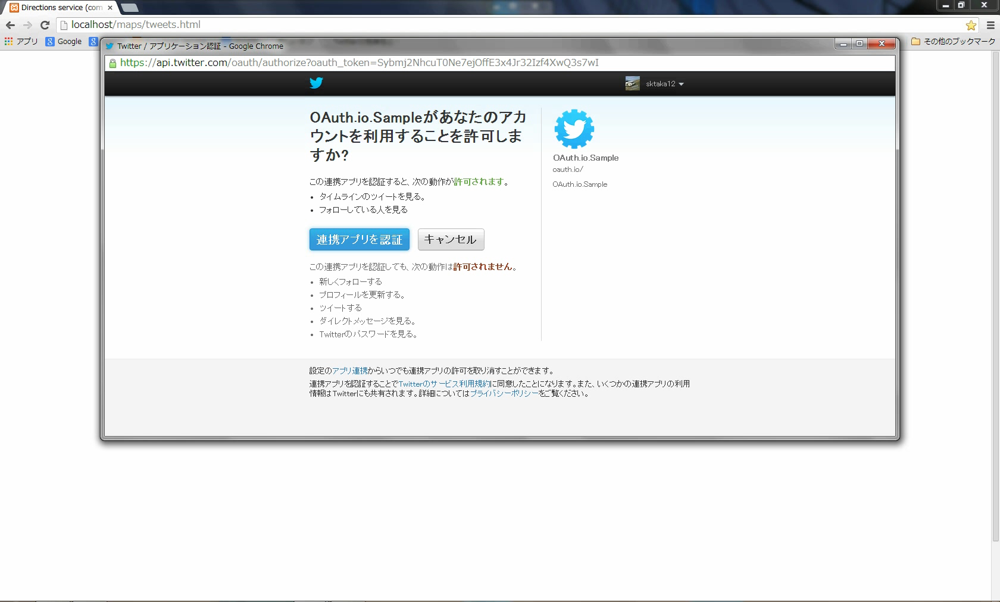 Directions service (com
localhost/maps/tweets.html
アプリ Google
その他のブックマーク
Twitter / アプリケーション認証 - Google Chrome
https://api.twitter.com/oauth/authorize?oauth_token=Sybmj2NhcuT0Ne7ejOffE3x4Jr32Izf4XwQ3s7wI
sktaka12
OAuth.io.Sampleがあなたのアカ
ウントを利用することを許可しま
すか?
この連携アプリを認証すると、次の動作が許可されます。
• タイムラインのツイートを見る。
• フォローしている人を見る
連携アプリを認証 キャンセル
この連携アプリを認証しても、次の動作は許可されません。
• 新しくフォローする
• プロフィールを更新する。
• ツイートする
• ダイレクトメッセージを見る。
• Twitterのパスワードを見る。
OAuth.io.Sample
oauth.io/
OAuth.io.Sample
設定のアプリ連携からいつでも連携アプリの許可を取り消すことができます。
連携アプリを認証することでTwitterのサービス利用規約に同意したことになります。また、いくつかの連携アプリの利用
情報はTwitterにも共有されます。詳細についてはプライバシーポリシーをご覧ください。